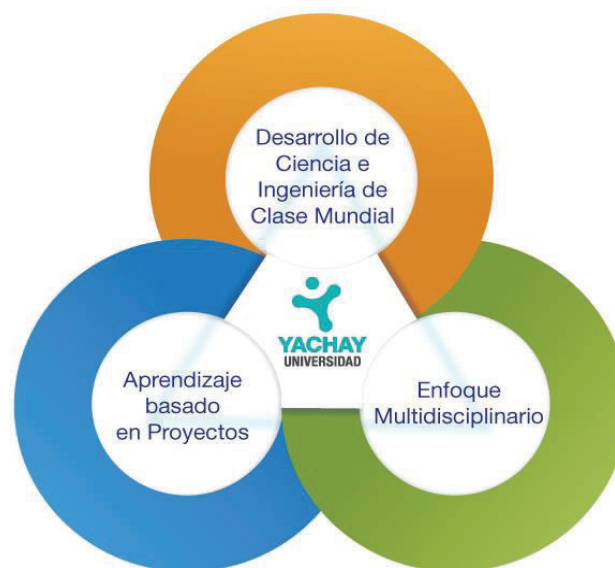 Desarrollo de
Ciencia e
Ingeniería de
Clase Mundial
YACHAY
UNIVERSIDAD
Aprendizaje
basado
en Proyectos
Enfoque
Multidisciplinario